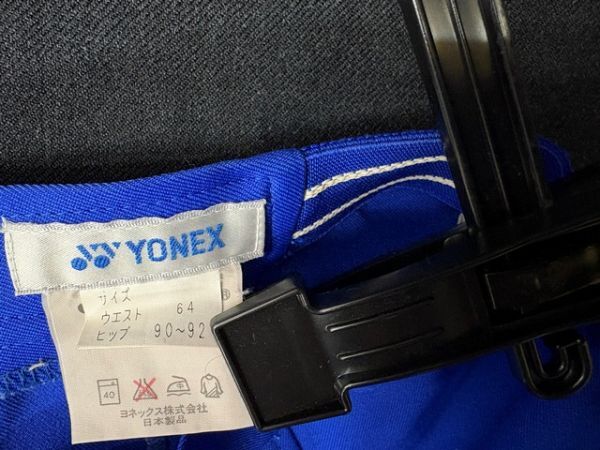 YONEX
サイズ
ウエスト 64
ヒップ 90~92
40 中
ヨネックス株式会社
日本製品